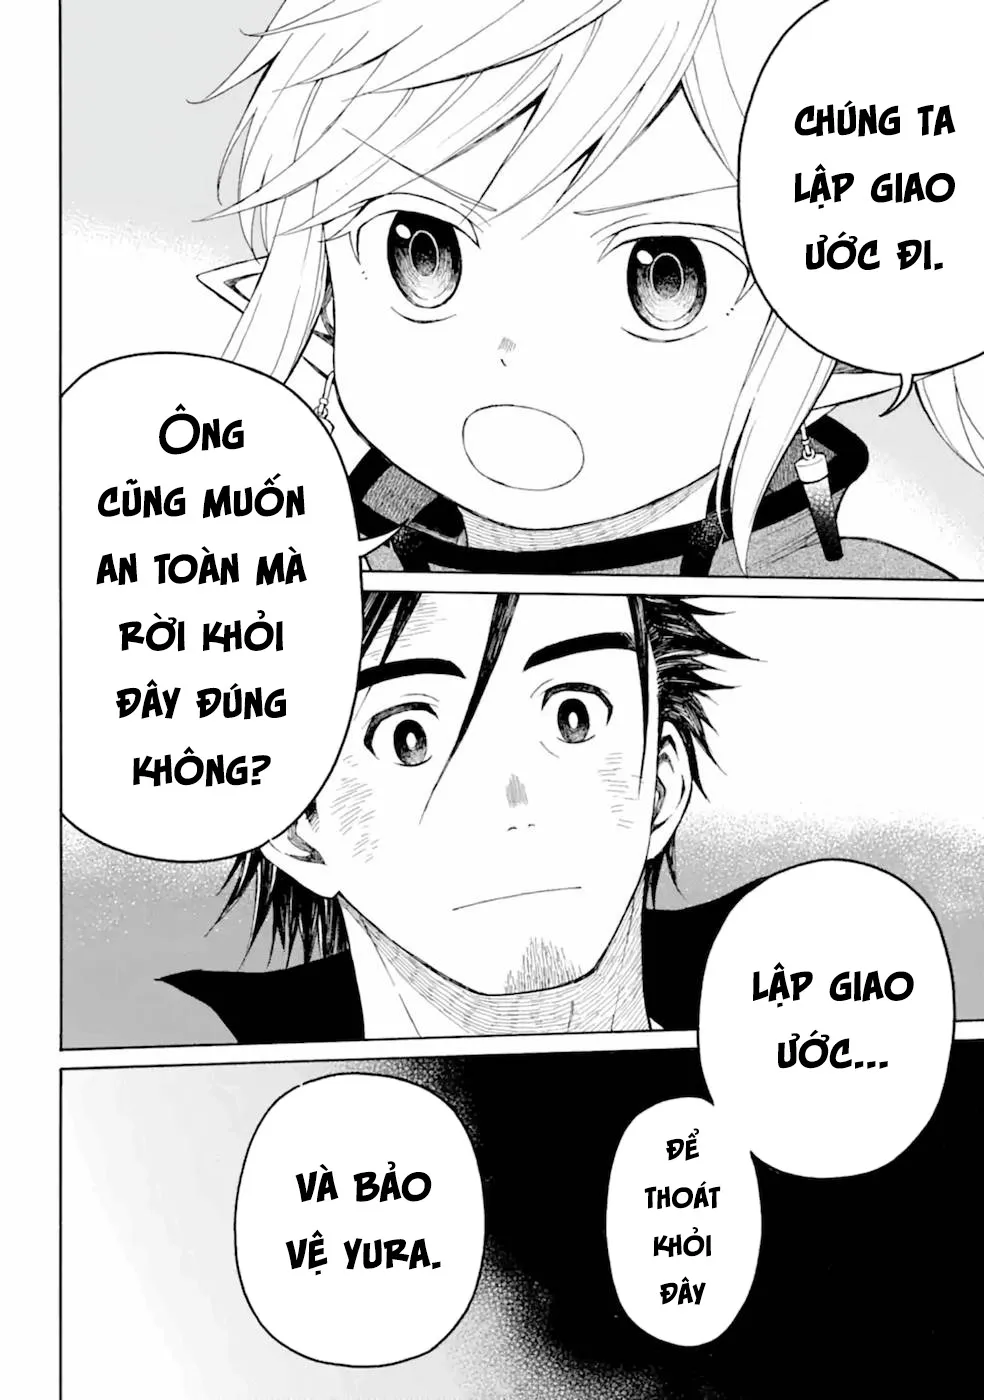 CHÚNG TA
LẬP GIAO
ƯỚC ĐI.
ÔNG
CŨNG MUỐN
AN TOÀN MÀ
RỜI KHỎI
ĐÂY ĐÚNG
KHÔNG?
LẬP GIAO
ƯỚC...
ĐỂ
THOÁT
KHỎI
ĐÂY
VÀ BẢO
VỆ YURA.